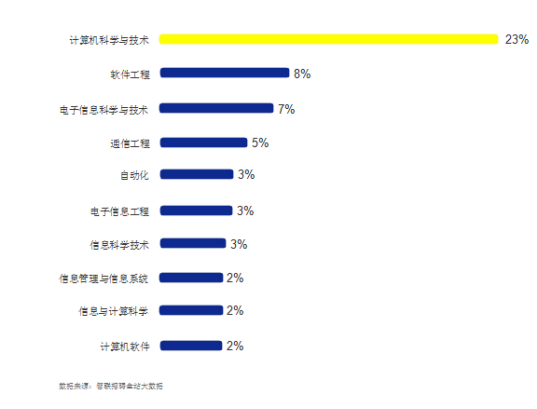 计算机科学与技术 23%
软件工程 8%
电子信息科学与技术 7%
通信工程 5%
自动化 3%
电子信息工程 3%
信息科学技术 3%
信息管理与信息系统 2%
信息与计算科学 2%
计算机软件 2%
数据来源：智联招聘全站大数据